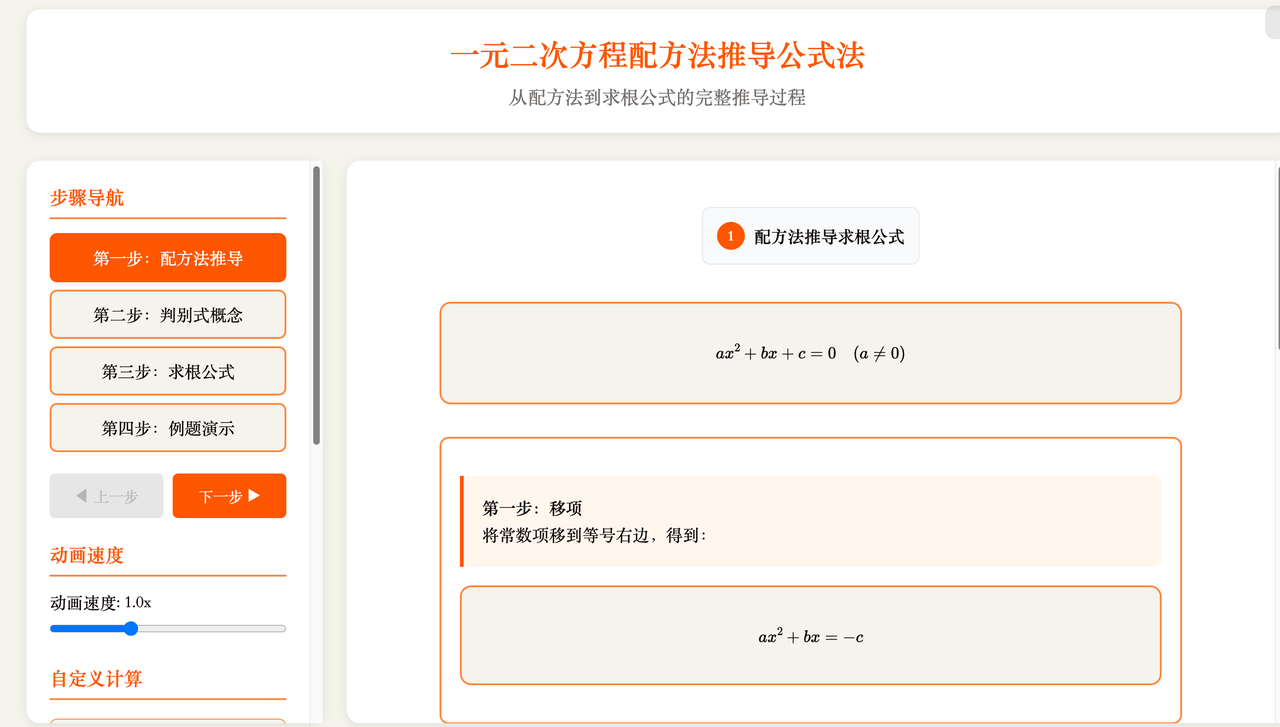 一元二次方程配方法推导公式法
从配方法到求根公式的完整推导过程
步骤导航
第一步：配方法推导
第二步：判别式概念
第三步：求根公式
第四步：例题演示
◀ 上一步
下一步 ▶
动画速度
动画速度: 1.0x
自定义计算
1 配方法推导求根公式
ax² + bx + c = 0 (a ≠ 0)
第一步：移项
将常数项移到等号右边，得到：
ax² + bx = −c